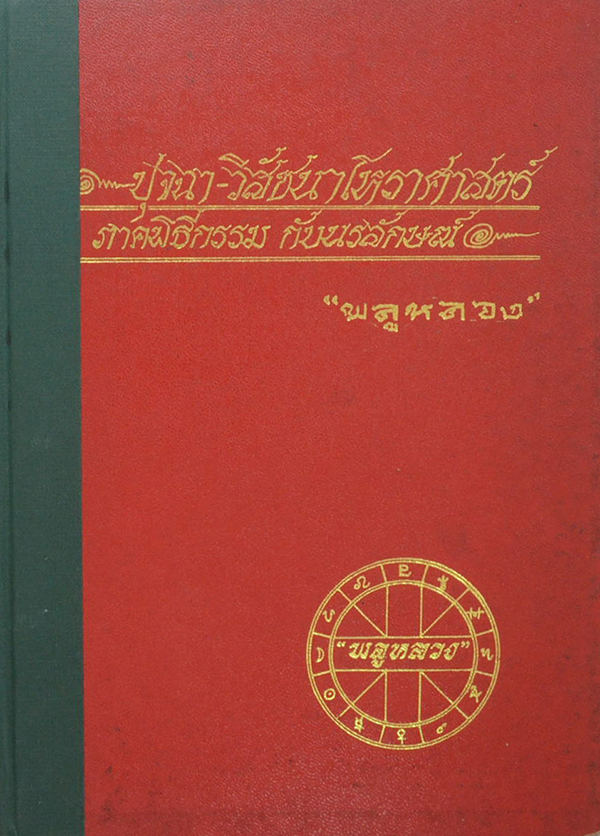 ๏ปุจฉา-วิสัชนาโหราศาสตร์
ภาคพิธีกรรม กับนรลักษณ์๏
“พลูหลวง”
“พลูหลวง”